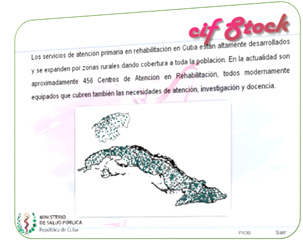 cif Stock
Los servicios de atención primaria en rehabilitación en Cuba están altamente desarrollados
y se expanden por zonas rurales dando cobertura a toda la población. En la actualidad son
aproximadamente 456 Centros de Atención en Rehabilitación, todos modernamente
equipados que cubren también las necesidades de atención, investigación y docencia.
MINISTERIO
DE SALUD PÚBLICA
República de Cuba
Inicio Salir